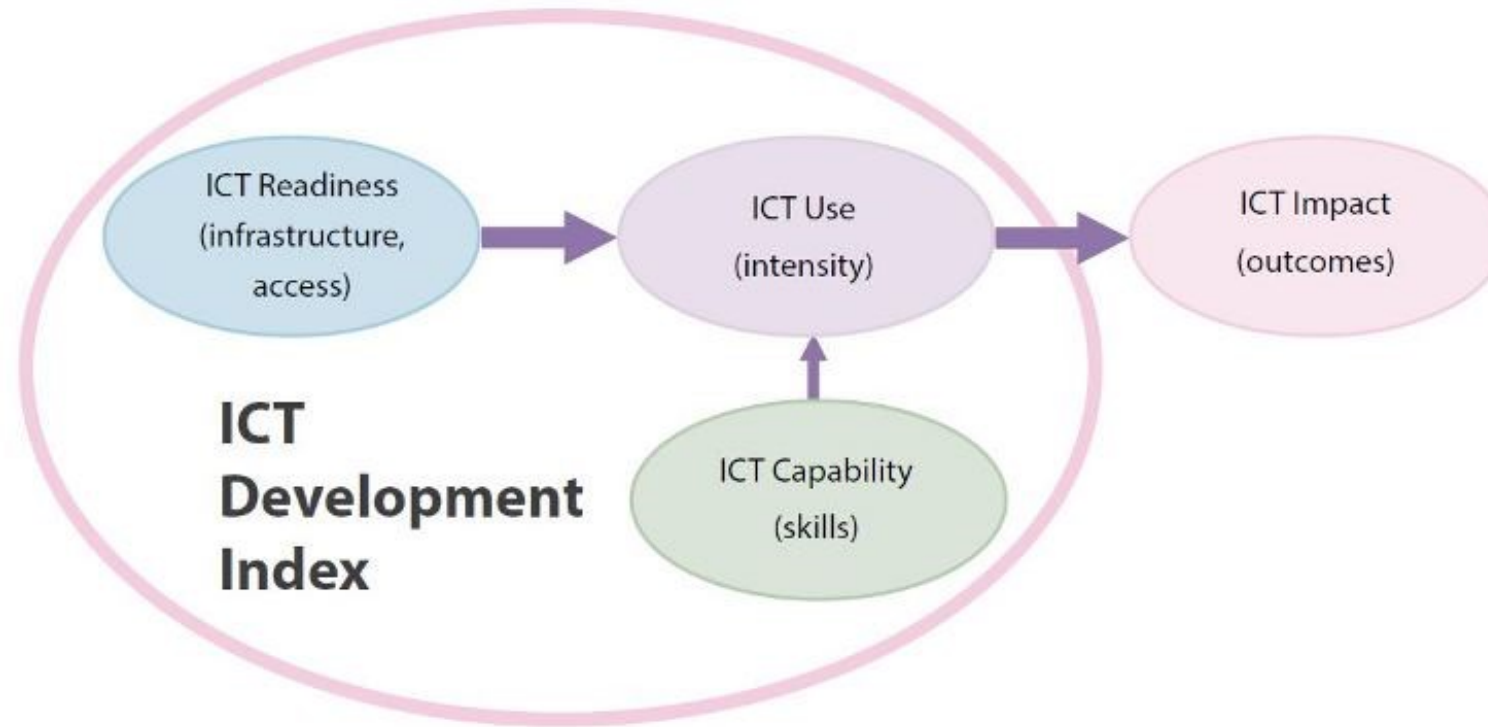 ICT Readiness
(infrastructure,
access)
ICT Use
(intensity)
ICT Impact
(outcomes)
ICT
Development
Index
ICT Capability
(skills)